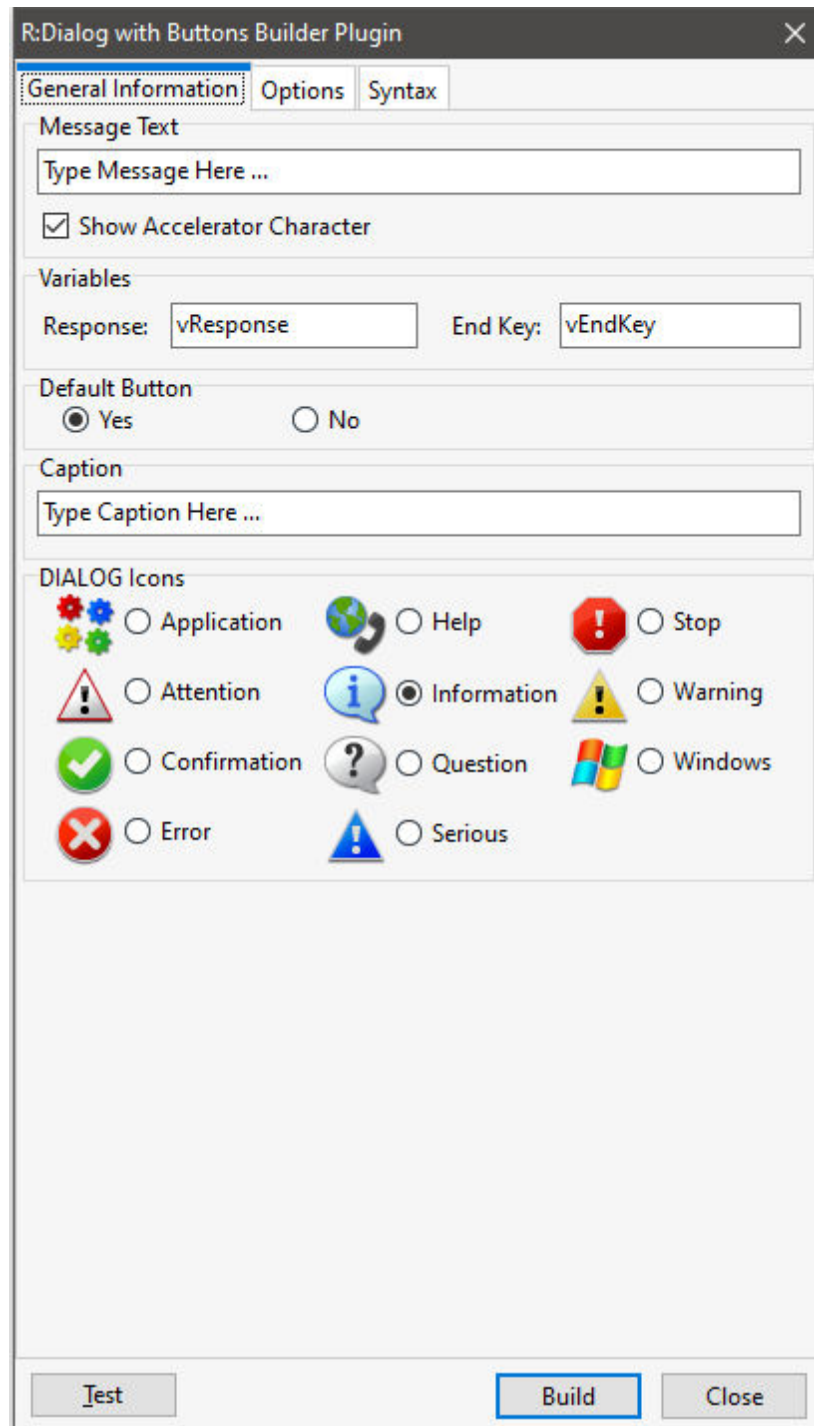 R:Dialog with Buttons Builder Plugin
General Information Options Syntax
Message Text
Type Message Here ...
Show Accelerator Character
Variables
Response: vResponse End Key: vEndKey
Default Button
Yes No
Caption
Type Caption Here ...
DIALOG Icons
Application Help Stop
Attention Information Warning
Confirmation Question Windows
Error Serious
Test Build Close